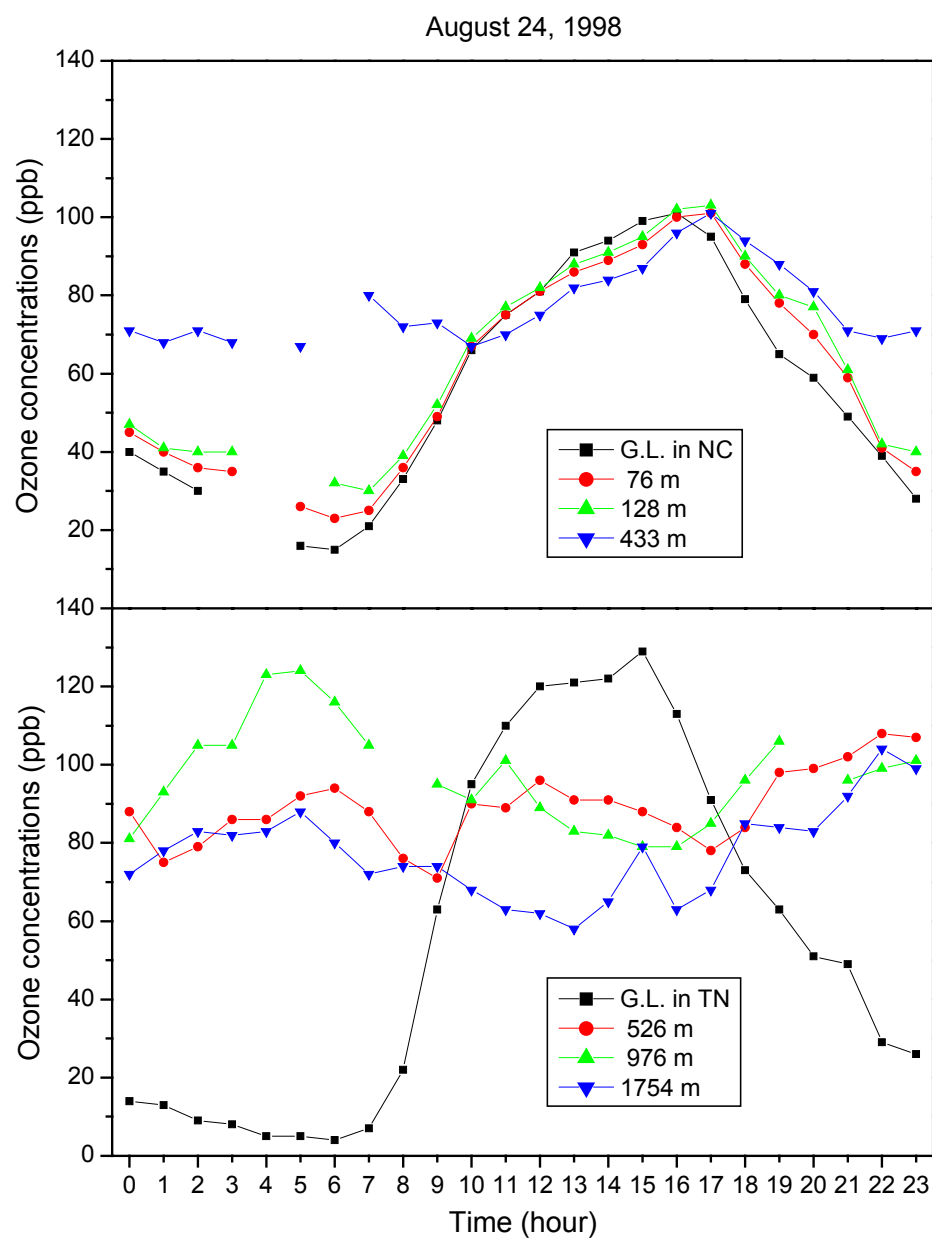 August 24, 1998
140
120
100
80
60
40
20
Ozone concentrations (ppb)
G.L. in NC
76 m
128 m
433 m
140
120
100
80
60
40
20
0
Ozone concentrations (ppb)
G.L. in TN
526 m
976 m
1754 m
0 1 2 3 4 5 6 7 8 9 10 11 12 13 14 15 16 17 18 19 20 21 22 23
Time (hour)